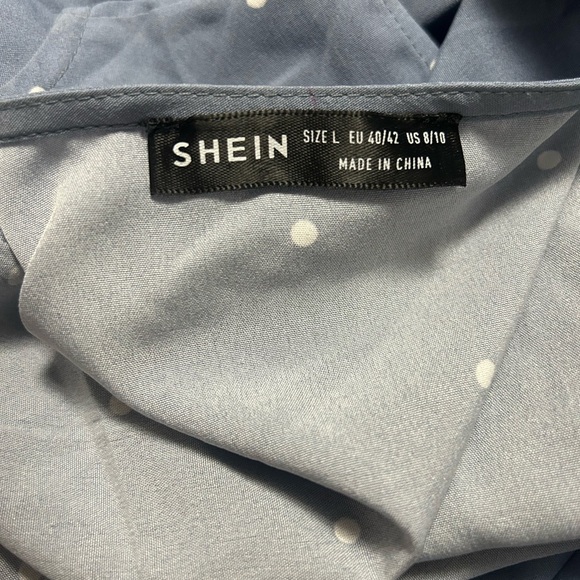 SHEIN SIZE L EU 40/42 US 8/10
MADE IN CHINA